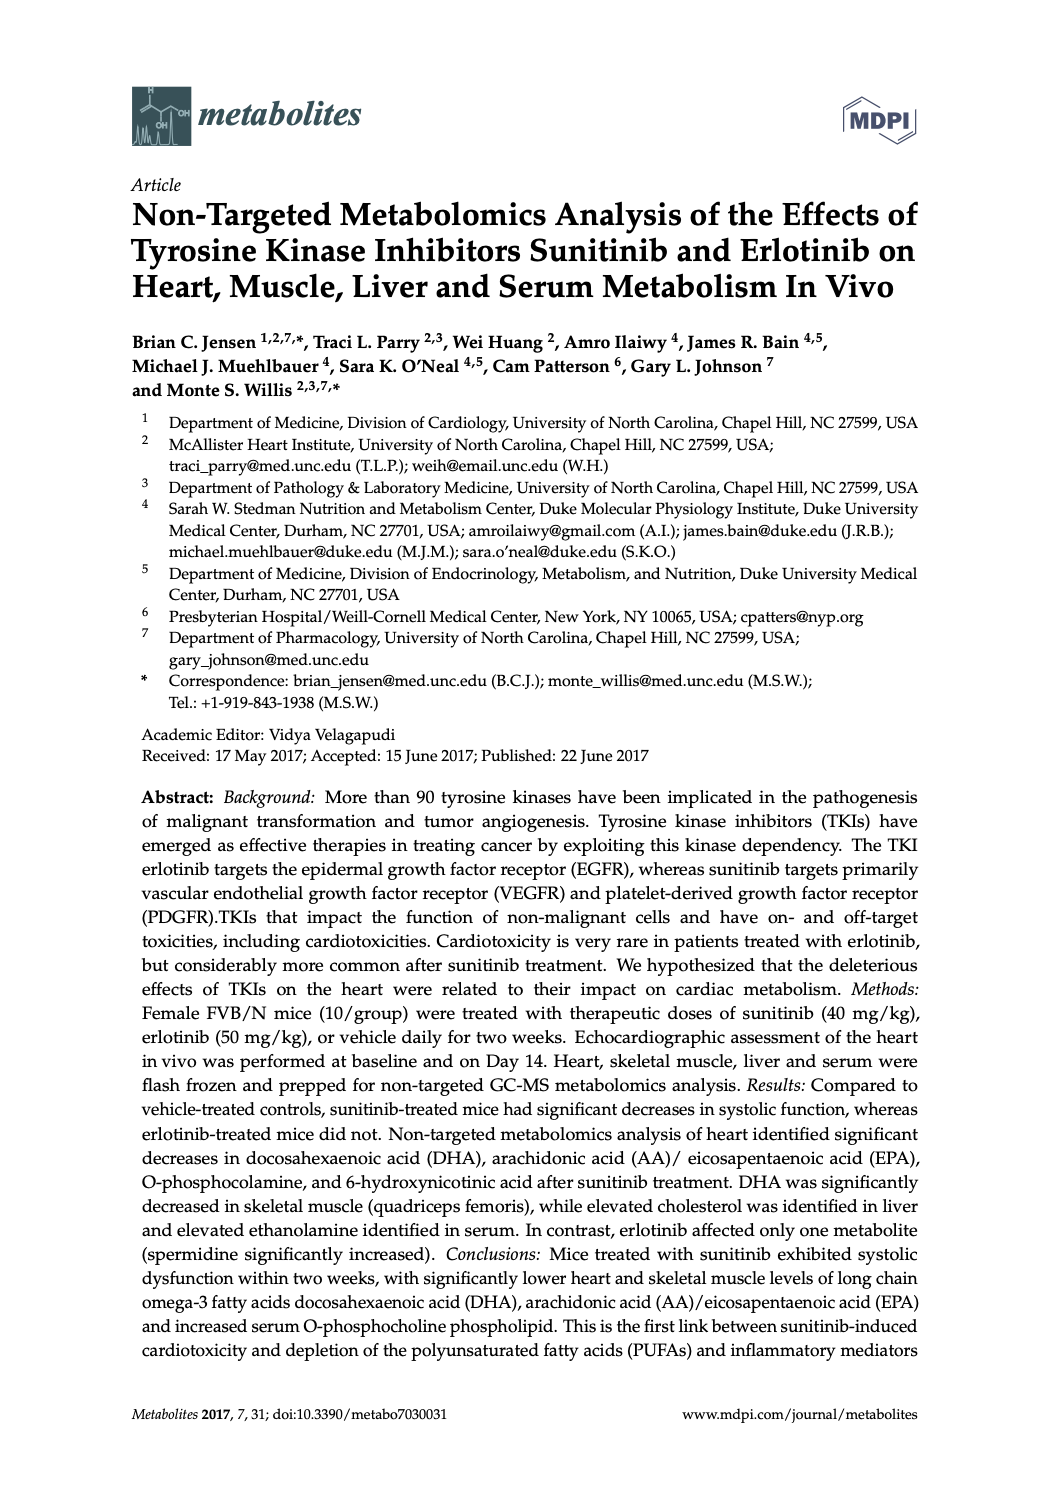 H
OH
OH
metabolites
MDPI
Article
Non-Targeted Metabolomics Analysis of the Effects of
Tyrosine Kinase Inhibitors Sunitinib and Erlotinib on
Heart, Muscle, Liver and Serum Metabolism In Vivo
Brian C. Jensen 1,2,7,*, Traci L. Parry 2,3, Wei Huang 2, Amro Ilaiwy 4, James R. Bain 4,5,
Michael J. Muehlbauer 4, Sara K. O’Neal 4,5, Cam Patterson 6, Gary L. Johnson 7
and Monte S. Willis 2,3,7,*
1 Department of Medicine, Division of Cardiology, University of North Carolina, Chapel Hill, NC 27599, USA
2 McAllister Heart Institute, University of North Carolina, Chapel Hill, NC 27599, USA;
traci_parry@med.unc.edu (T.L.P.); weih@email.unc.edu (W.H.)
3 Department of Pathology & Laboratory Medicine, University of North Carolina, Chapel Hill, NC 27599, USA
4 Sarah W. Stedman Nutrition and Metabolism Center, Duke Molecular Physiology Institute, Duke University
Medical Center, Durham, NC 27701, USA; amroilaiwy@gmail.com (A.I.); james.bain@duke.edu (J.R.B.);
michael.muehlbauer@duke.edu (M.J.M.); sara.o’neal@duke.edu (S.K.O.)
5 Department of Medicine, Division of Endocrinology, Metabolism, and Nutrition, Duke University Medical
Center, Durham, NC 27701, USA
6 Presbyterian Hospital/Weill-Cornell Medical Center, New York, NY 10065, USA; cpatters@nyp.org
7 Department of Pharmacology, University of North Carolina, Chapel Hill, NC 27599, USA;
gary_johnson@med.unc.edu
* Correspondence: brian_jensen@med.unc.edu (B.C.J.); monte_willis@med.unc.edu (M.S.W.);
Tel.: +1-919-843-1938 (M.S.W.)
Academic Editor: Vidya Velagapudi
Received: 17 May 2017; Accepted: 15 June 2017; Published: 22 June 2017
Abstract: Background: More than 90 tyrosine kinases have been implicated in the pathogenesis
of malignant transformation and tumor angiogenesis. Tyrosine kinase inhibitors (TKIs) have
emerged as effective therapies in treating cancer by exploiting this kinase dependency. The TKI
erlotinib targets the epidermal growth factor receptor (EGFR), whereas sunitinib targets primarily
vascular endothelial growth factor receptor (VEGFR) and platelet-derived growth factor receptor
(PDGFR).TKIs that impact the function of non-malignant cells and have on- and off-target
toxicities, including cardiotoxicities. Cardiotoxicity is very rare in patients treated with erlotinib,
but considerably more common after sunitinib treatment. We hypothesized that the deleterious
effects of TKIs on the heart were related to their impact on cardiac metabolism. Methods:
Female FVB/N mice (10/group) were treated with therapeutic doses of sunitinib (40 mg/kg),
erlotinib (50 mg/kg), or vehicle daily for two weeks. Echocardiographic assessment of the heart
in vivo was performed at baseline and on Day 14. Heart, skeletal muscle, liver and serum were
flash frozen and prepped for non-targeted GC-MS metabolomics analysis. Results: Compared to
vehicle-treated controls, sunitinib-treated mice had significant decreases in systolic function, whereas
erlotinib-treated mice did not. Non-targeted metabolomics analysis of heart identified significant
decreases in docosahexaenoic acid (DHA), arachidonic acid (AA)/ eicosapentaenoic acid (EPA),
O-phosphocolamine, and 6-hydroxynicotinic acid after sunitinib treatment. DHA was significantly
decreased in skeletal muscle (quadriceps femoris), while elevated cholesterol was identified in liver
and elevated ethanolamine identified in serum. In contrast, erlotinib affected only one metabolite
(spermidine significantly increased). Conclusions: Mice treated with sunitinib exhibited systolic
dysfunction within two weeks, with significantly lower heart and skeletal muscle levels of long chain
omega-3 fatty acids docosahexaenoic acid (DHA), arachidonic acid (AA)/eicosapentaenoic acid (EPA)
and increased serum O-phosphocholine phospholipid. This is the first link between sunitinib-induced
cardiotoxicity and depletion of the polyunsaturated fatty acids (PUFAs) and inflammatory mediators
Metabolites 2017, 7, 31; doi:10.3390/metabo7030031
www.mdpi.com/journal/metabolites